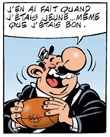 J'EN AI FAIT QUAND
J'ÉTAIS JEUNE... MÊME
QUE J'ÉTAIS BON.